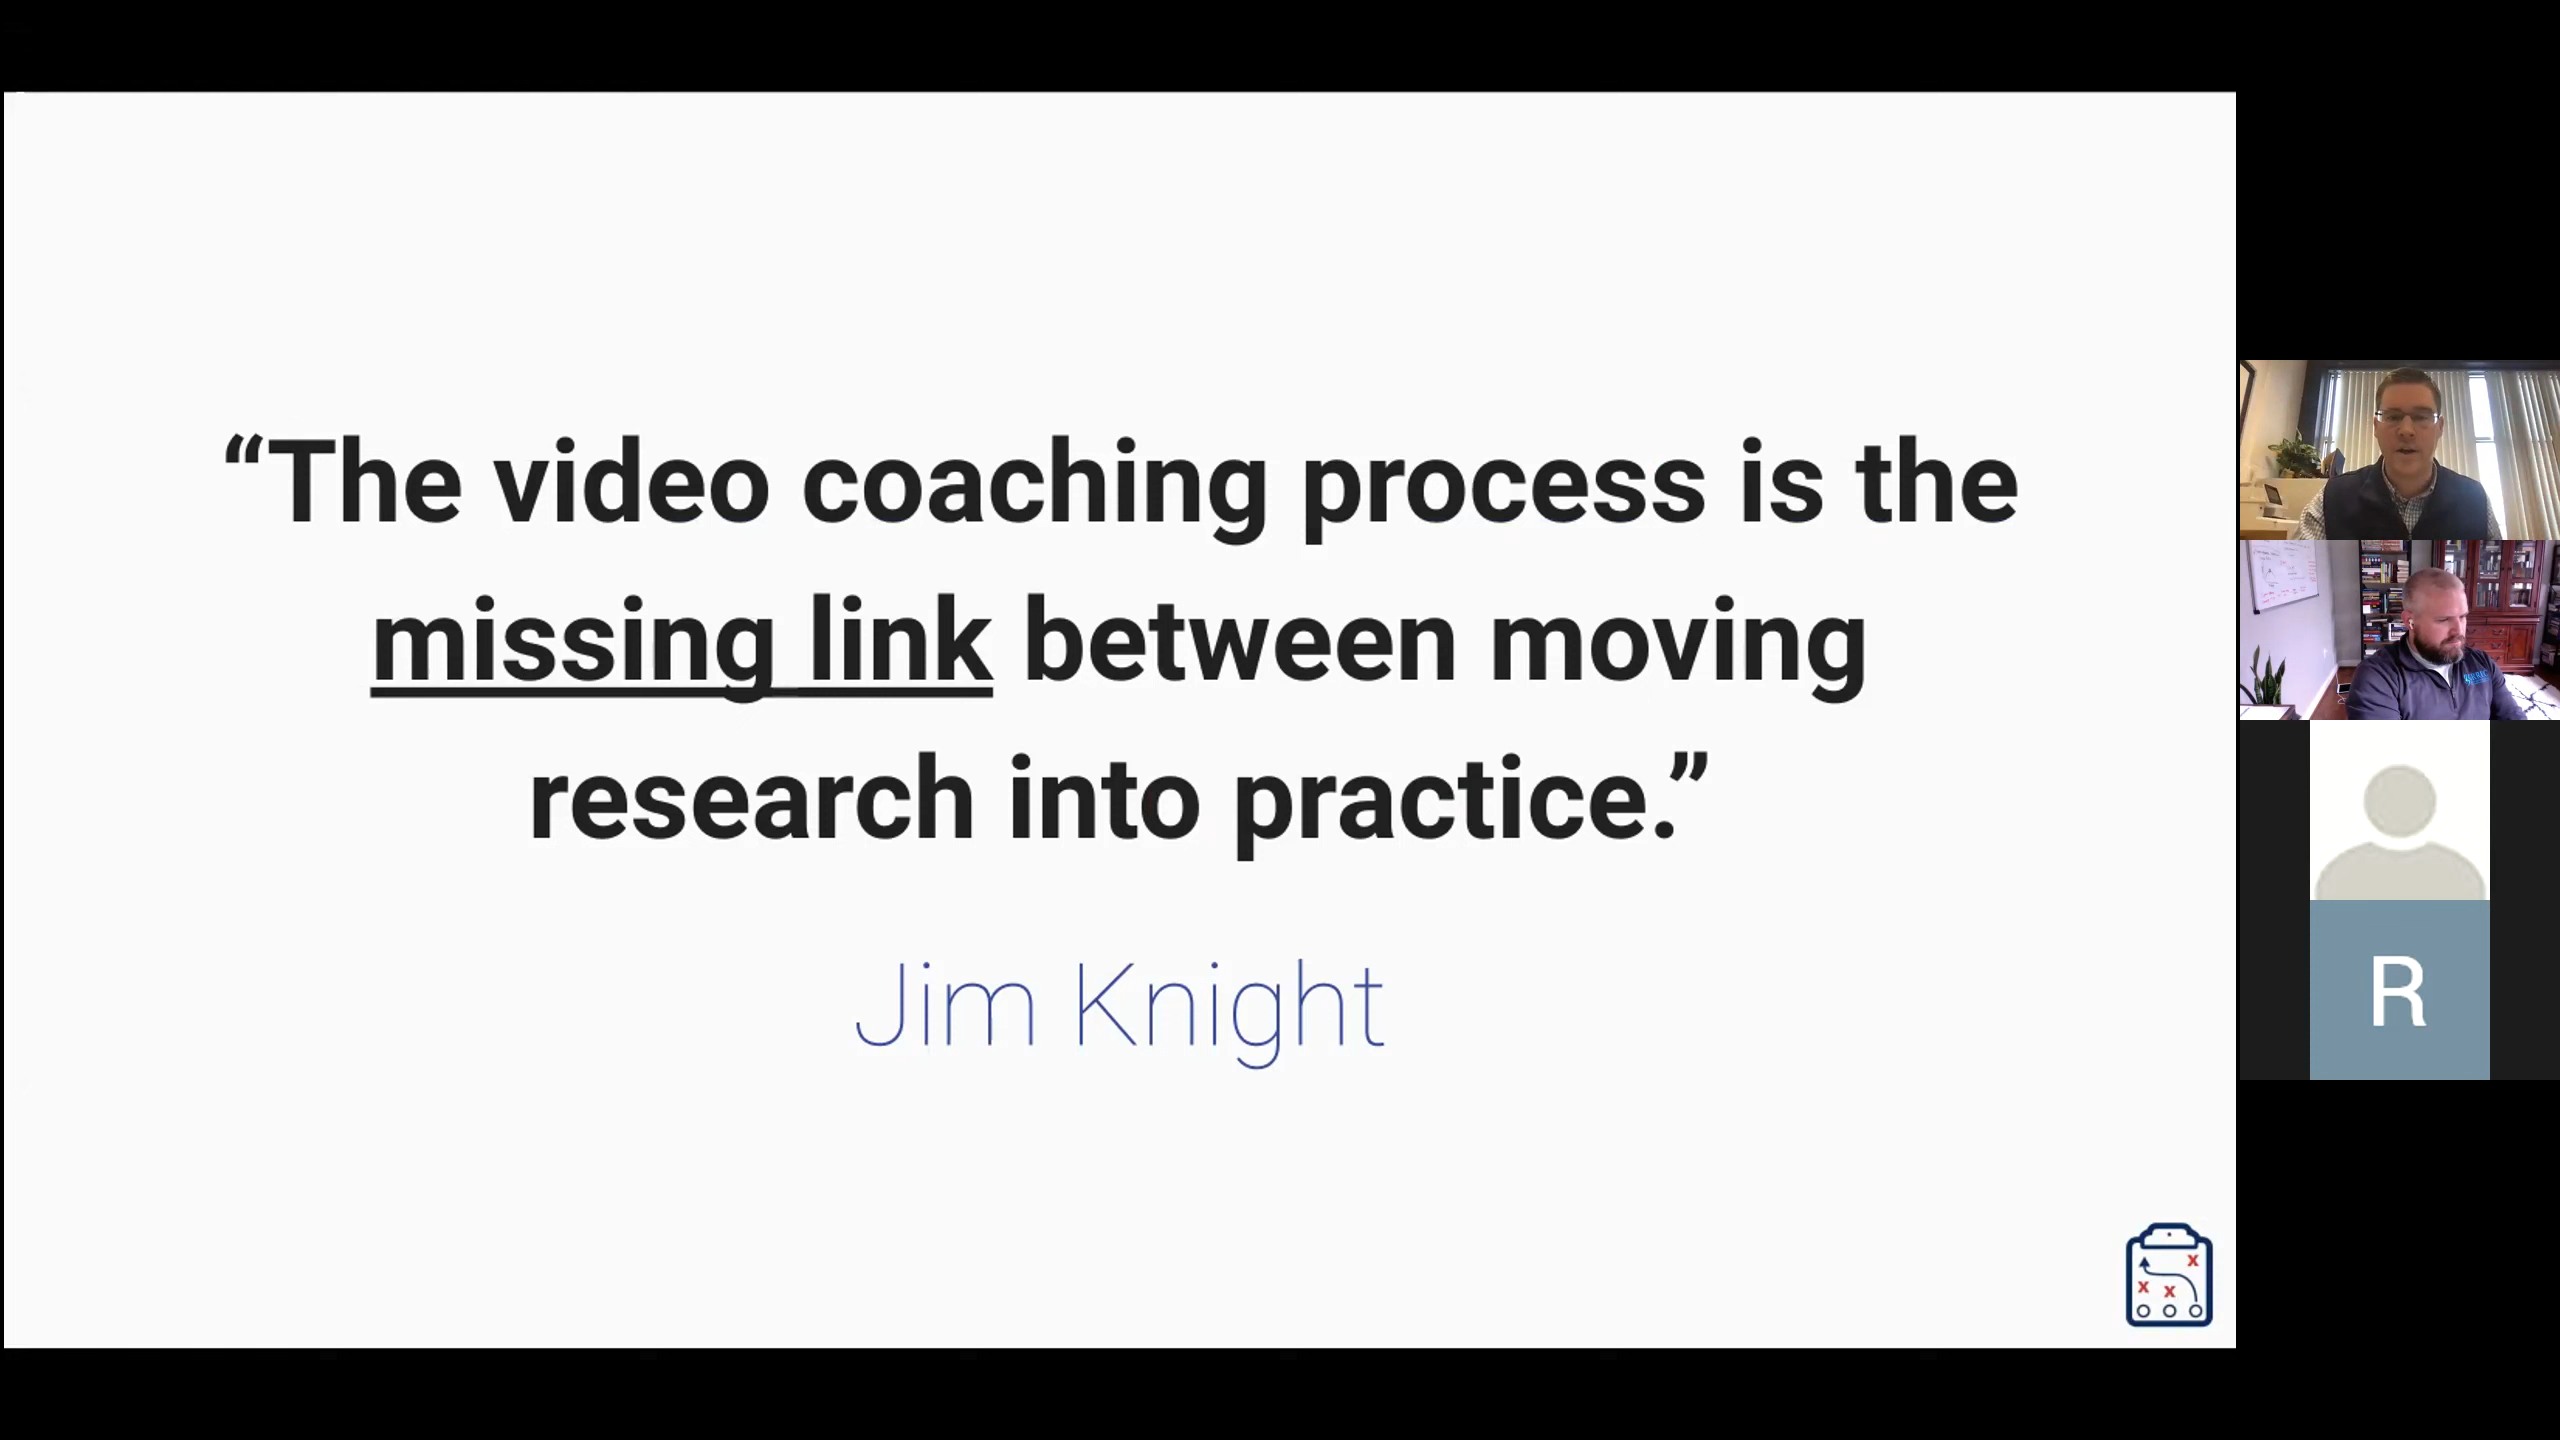 “The video coaching process is the
missing link between moving
research into practice.”
Jim Knight
x
x
x
R